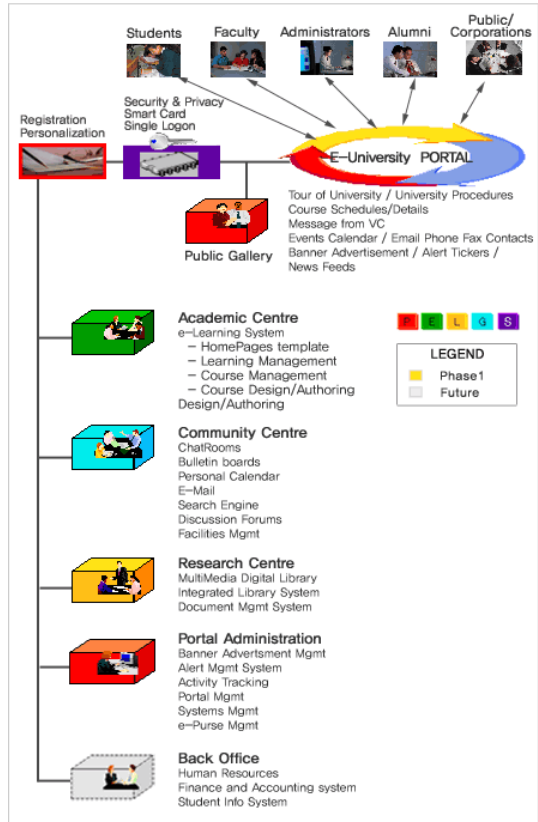 Students
Faculty
Administrators
Alumni
Public/
Corporations
Registration
Personalization
Security & Privacy
Smart Card
Single Logon
E-University PORTAL
Public Gallery
Tour of University / University Procedures
Course Schedules/Details
Message from VC
Events Calendar / Email Phone Fax Contacts
Banner Advertisement / Alert Tickers /
News Feeds
Academic Centre
e-Learning System
- HomePages template
- Learning Management
- Course Management
- Course Design/Authoring
Design/Authoring
P E L G S
LEGEND
Phase1
Future
Community Centre
ChatRooms
Bulletin boards
Personal Calendar
E-Mail
Search Engine
Discussion Forums
Facilities Mgmt
Research Centre
MultiMedia Digital Library
Integrated Library System
Document Mgmt System
Portal Administration
Banner Advertsment Mgmt
Alert Mgmt System
Activity Tracking
Portal Mgmt
Systems Mgmt
e-Purse Mgmt
Back Office
Human Resources
Finance and Accounting system
Student Info System